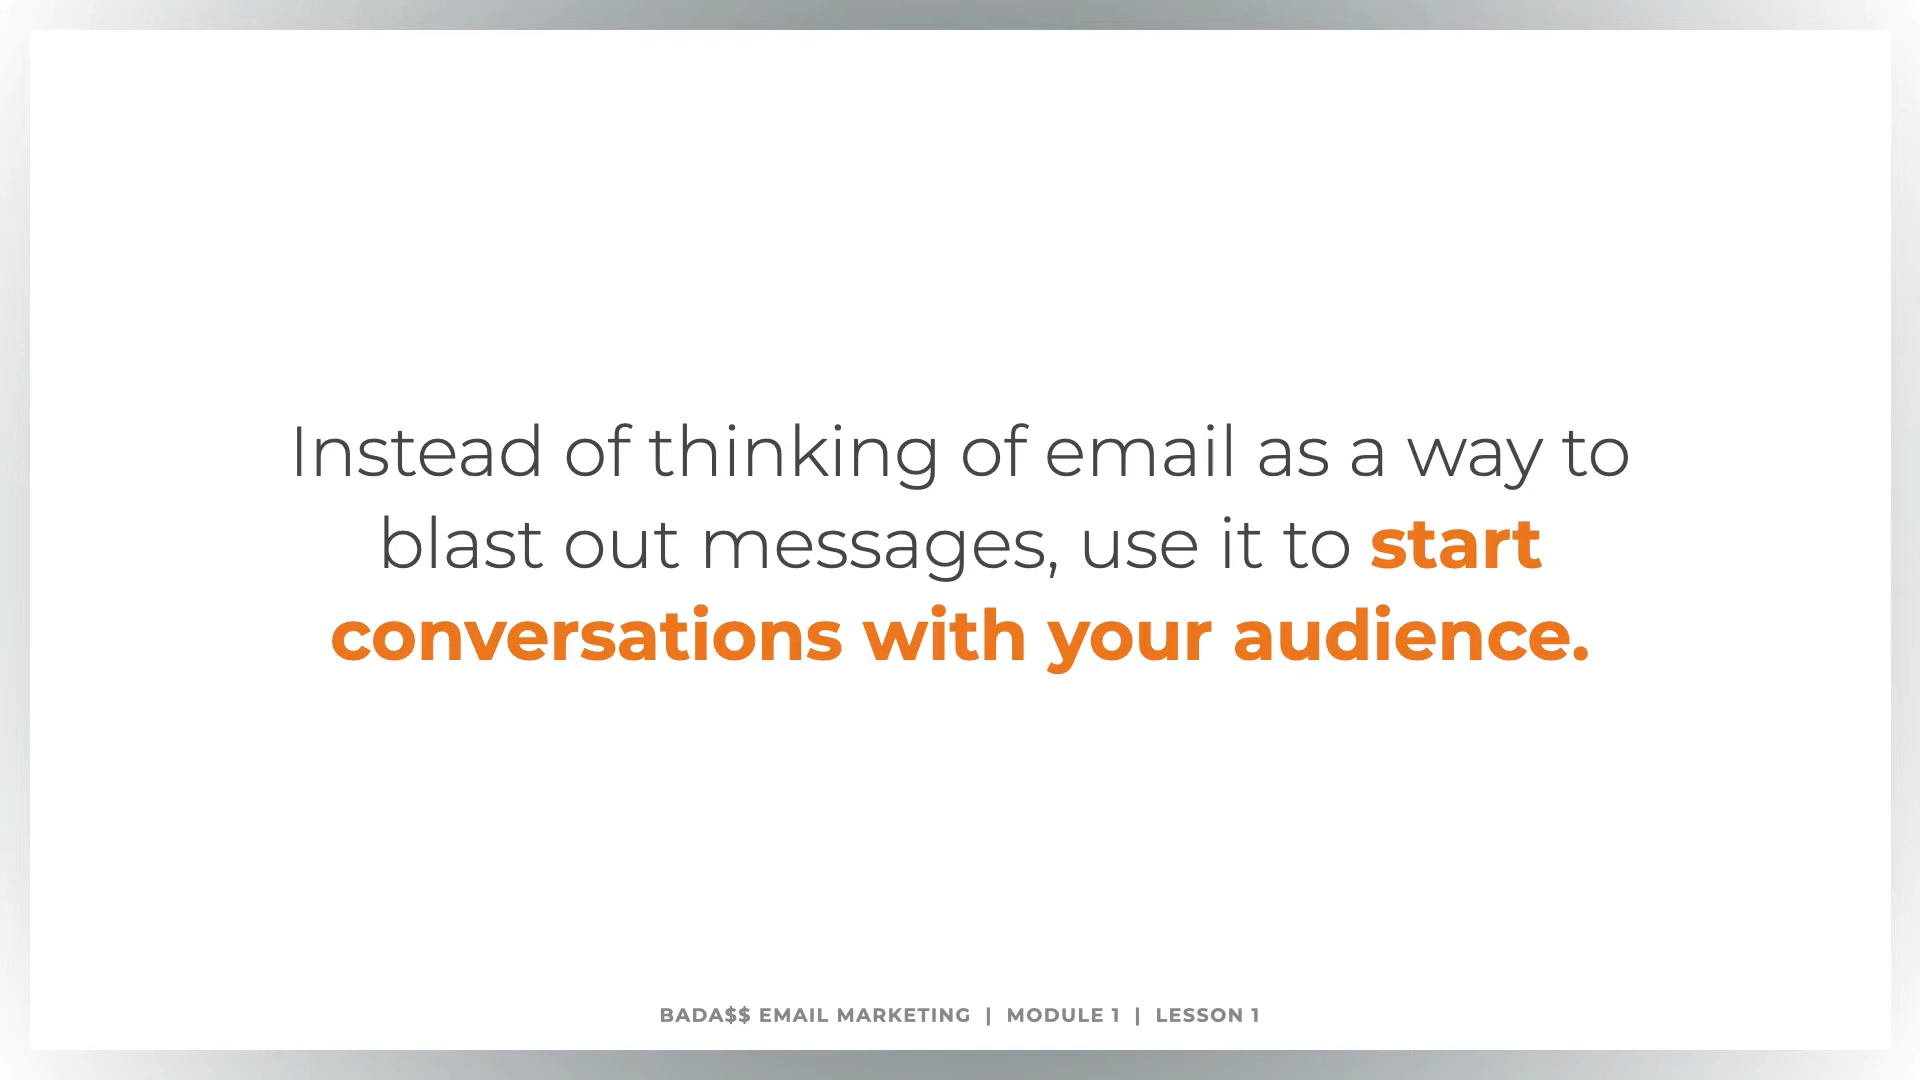 Instead of thinking of email as a way to
blast out messages, use it to start
conversations with your audience.
BADA$$ EMAIL MARKETING | MODULE 1 | LESSON 1